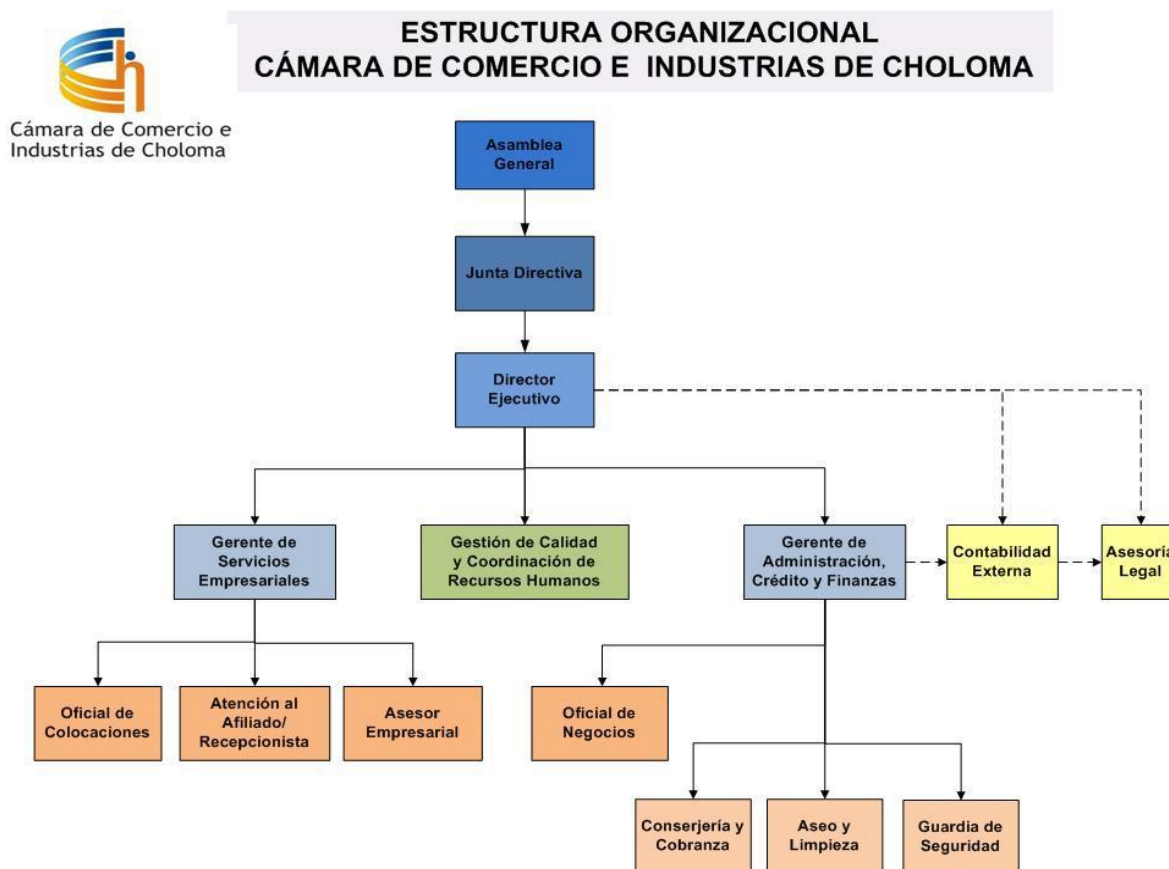 ESTRUCTURA ORGANIZACIONAL
CÁMARA DE COMERCIO E INDUSTRIAS DE CHOLOMA
Cámara de Comercio e
Industrias de Choloma
Asamblea
General
Junta Directiva
Director
Ejecutivo
Gerente de
Servicios
Empresariales
Gestión de Calidad
y Coordinación de
Recursos Humanos
Gerente de
Administración,
Crédito y Finanzas
Contabilidad
Externa
Asesoría
Legal
Oficial de
Colocaciones
Atención al
Afiliado/
Recepcionista
Asesor
Empresarial
Oficial de
Negocios
Conserjería y
Cobranza
Aseo y
Limpieza
Guardia de
Seguridad